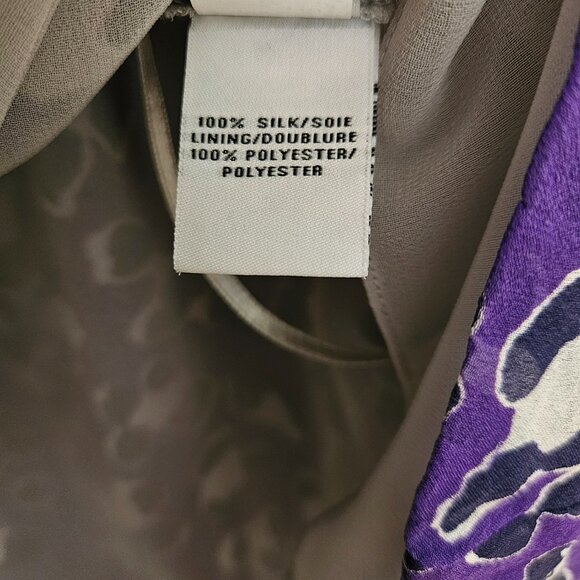 100% SILK/SOIE
LINING/DOUBLURE
100% POLYESTER/
POLYESTER